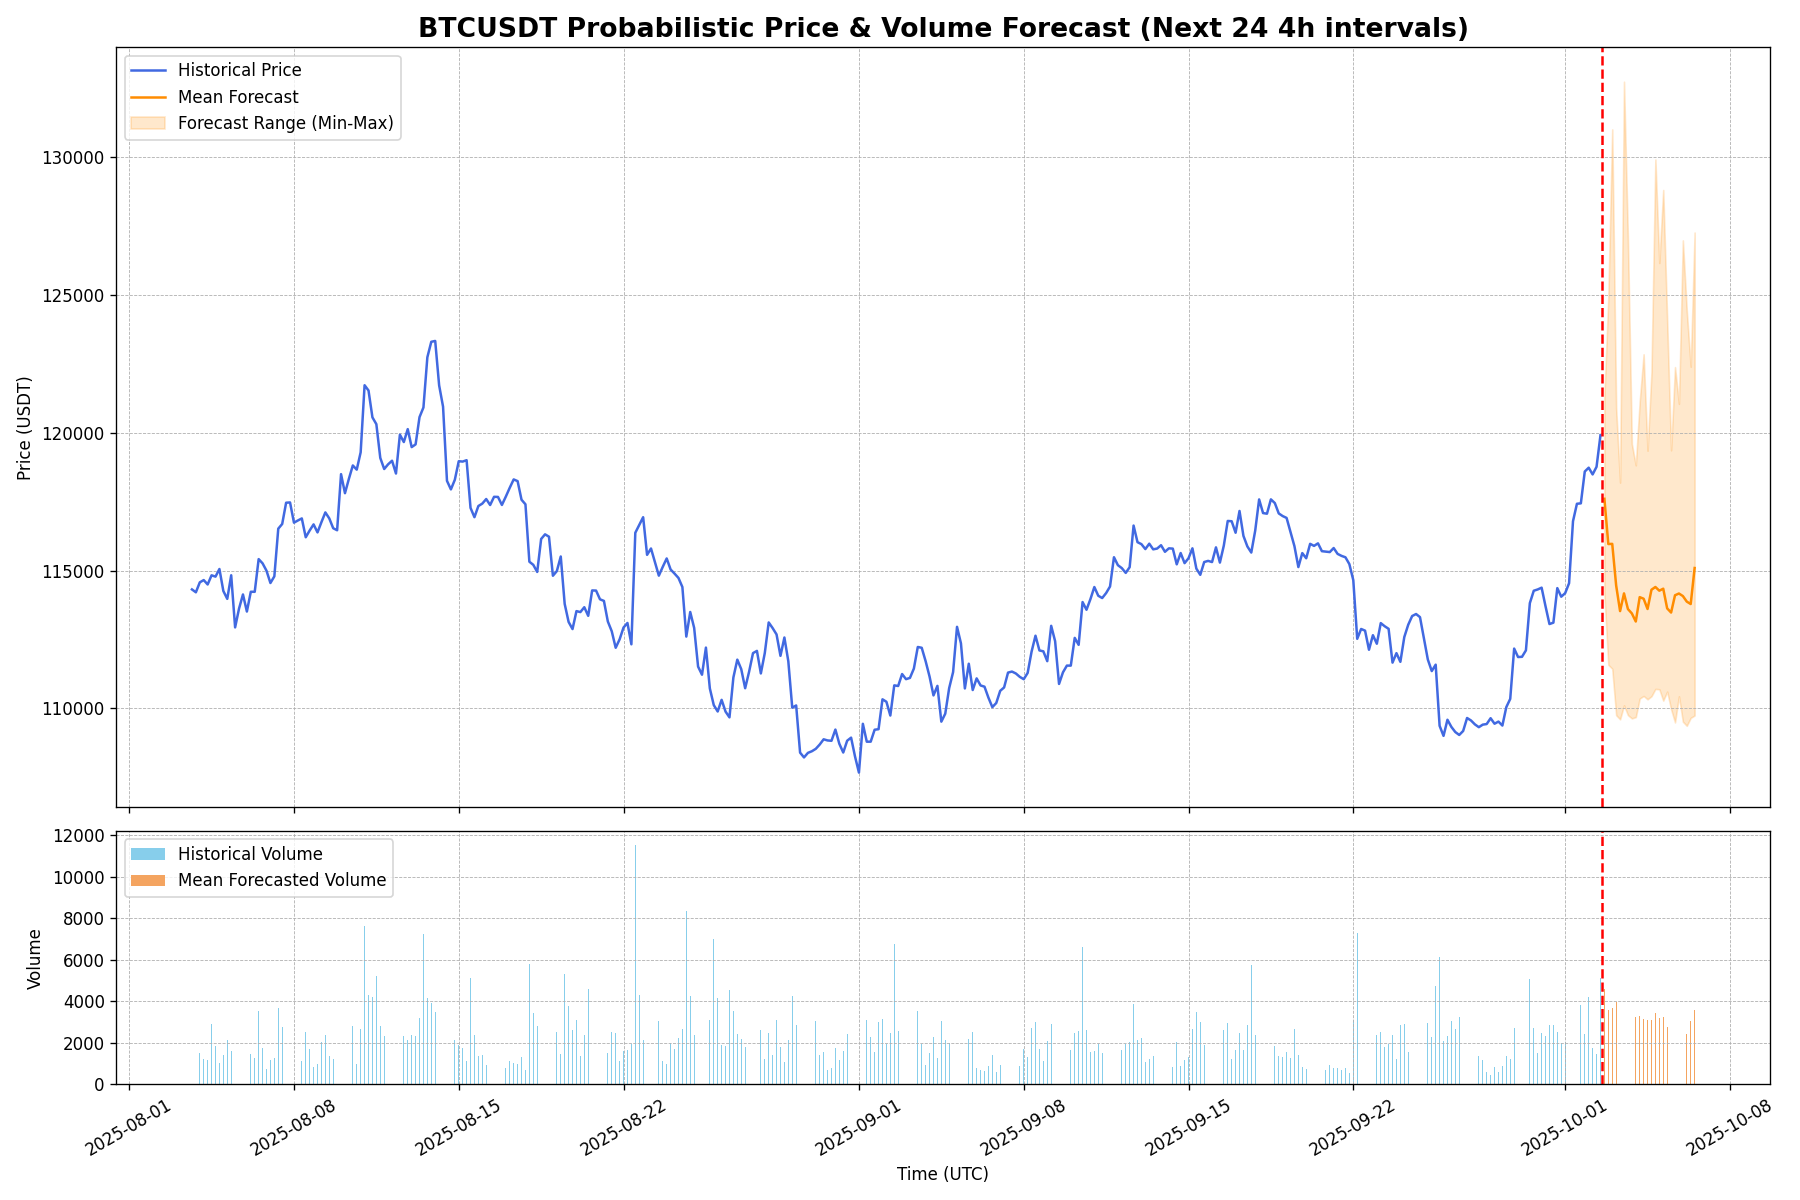 BTCUSDT Probabilistic Price & Volume Forecast (Next 24 4h intervals)
Historical Price
Mean Forecast
Forecast Range (Min-Max)
Price (USDT)
130000
125000
120000
115000
110000
Historical Volume
Mean Forecasted Volume
Volume
12000
10000
8000
6000
4000
2000
0
2025-08-01
2025-08-08
2025-08-15
2025-08-22
2025-09-01
2025-09-08
2025-09-15
2025-09-22
2025-10-01
2025-10-08
Time (UTC)